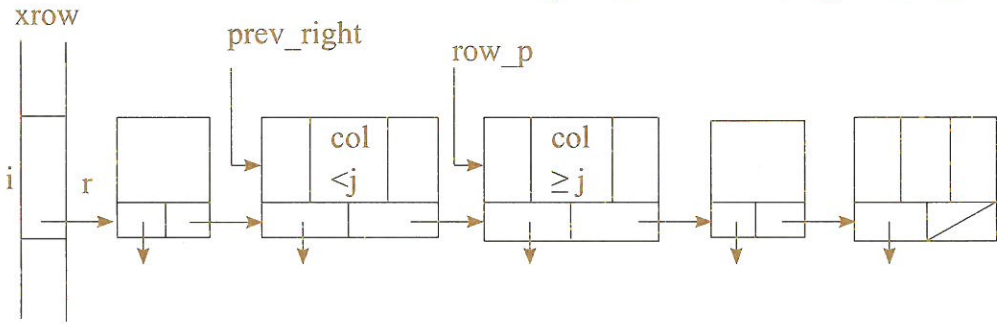 xrow
prev_right
row_p
col
col
<j
≥ j
i
r